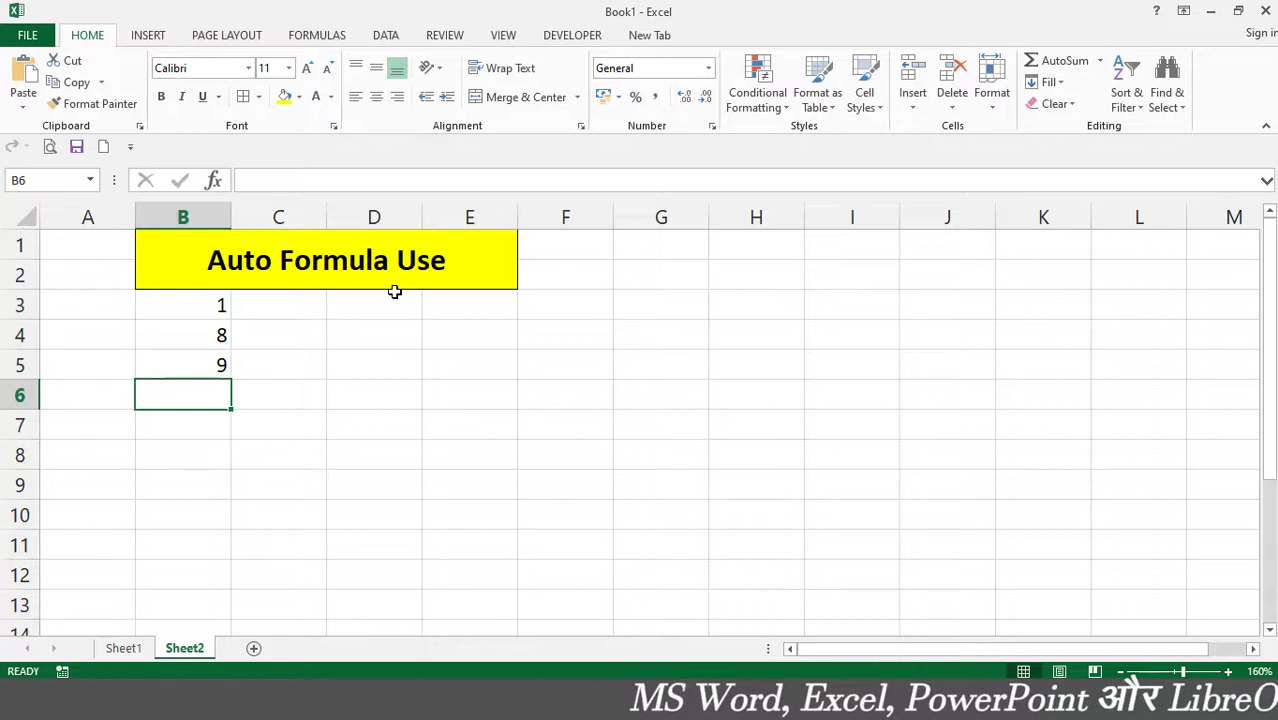 Book1 - Excel
?
FILE HOME INSERT PAGE LAYOUT FORMULAS DATA REVIEW VIEW DEVELOPER New Tab Sign in
Cut
Copy
Format Painter
Paste
Clipboard
Calibri 11
B I U A
Font
Wrap Text
Merge & Center
Alignment
General
%
Number
Conditional Formatting
Format as Table
Cell Styles
Styles
Insert Delete Format
Cells
AutoSum
Fill
Clear
Sort & Filter
Find & Select
Editing
B6 fx
A B C D E F G H I J K L M
1 Auto Formula Use
2
3 1
4 8
5 9
6
7
8
9
10
11
12
13
14
Sheet1 Sheet2
READY 160%
MS Word, Excel, PowerPoint और LibreO